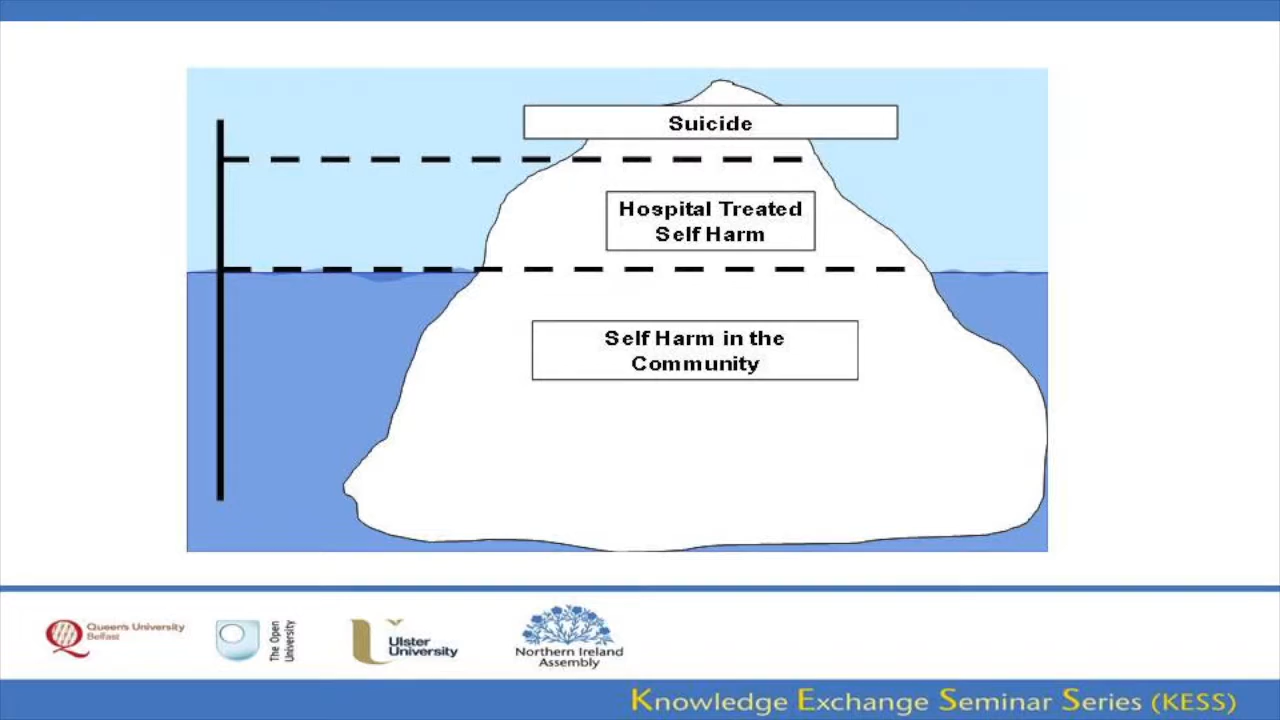 Suicide
Hospital Treated
Self Harm
Self Harm in the
Community
Queen's University
Belfast
The Open
University
Ulster
University
Northern Ireland
Assembly
Knowledge Exchange Seminar Series (KESS)